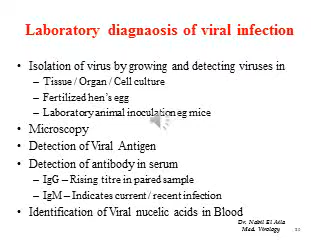 Laboratory diagnaosis of viral infection
• Isolation of virus by growing and detecting viruses in
– Tissue / Organ / Cell culture
– Fertilized hen's egg
– Laboratory animal inoculation eg mice
• Microscopy
• Detection of Viral Antigen
• Detection of antibody in serum
– IgG – Rising titre in paired sample
– IgM – Indicates current / recent infection
• Identification of Viral nucelic acids in Blood
Dr. Nabil El Aila
Med. Virology